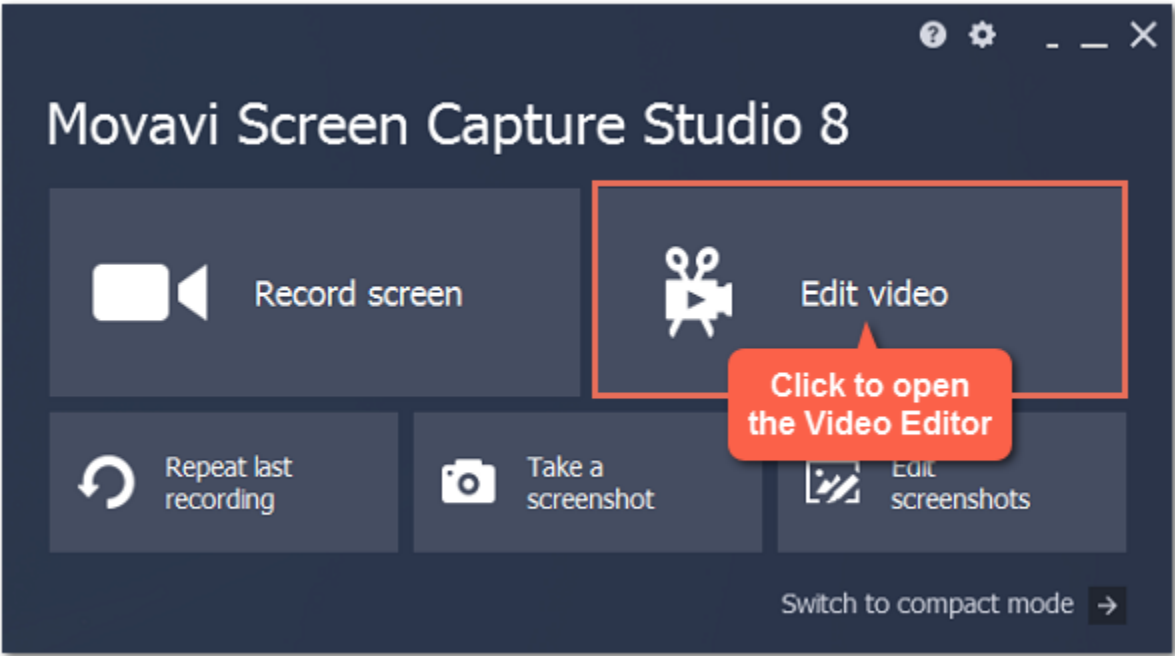 Movavi Screen Capture Studio 8
Record screen
Edit video
Click to open
the Video Editor
Repeat last
recording
Take a
screenshot
Edit
screenshots
Switch to compact mode